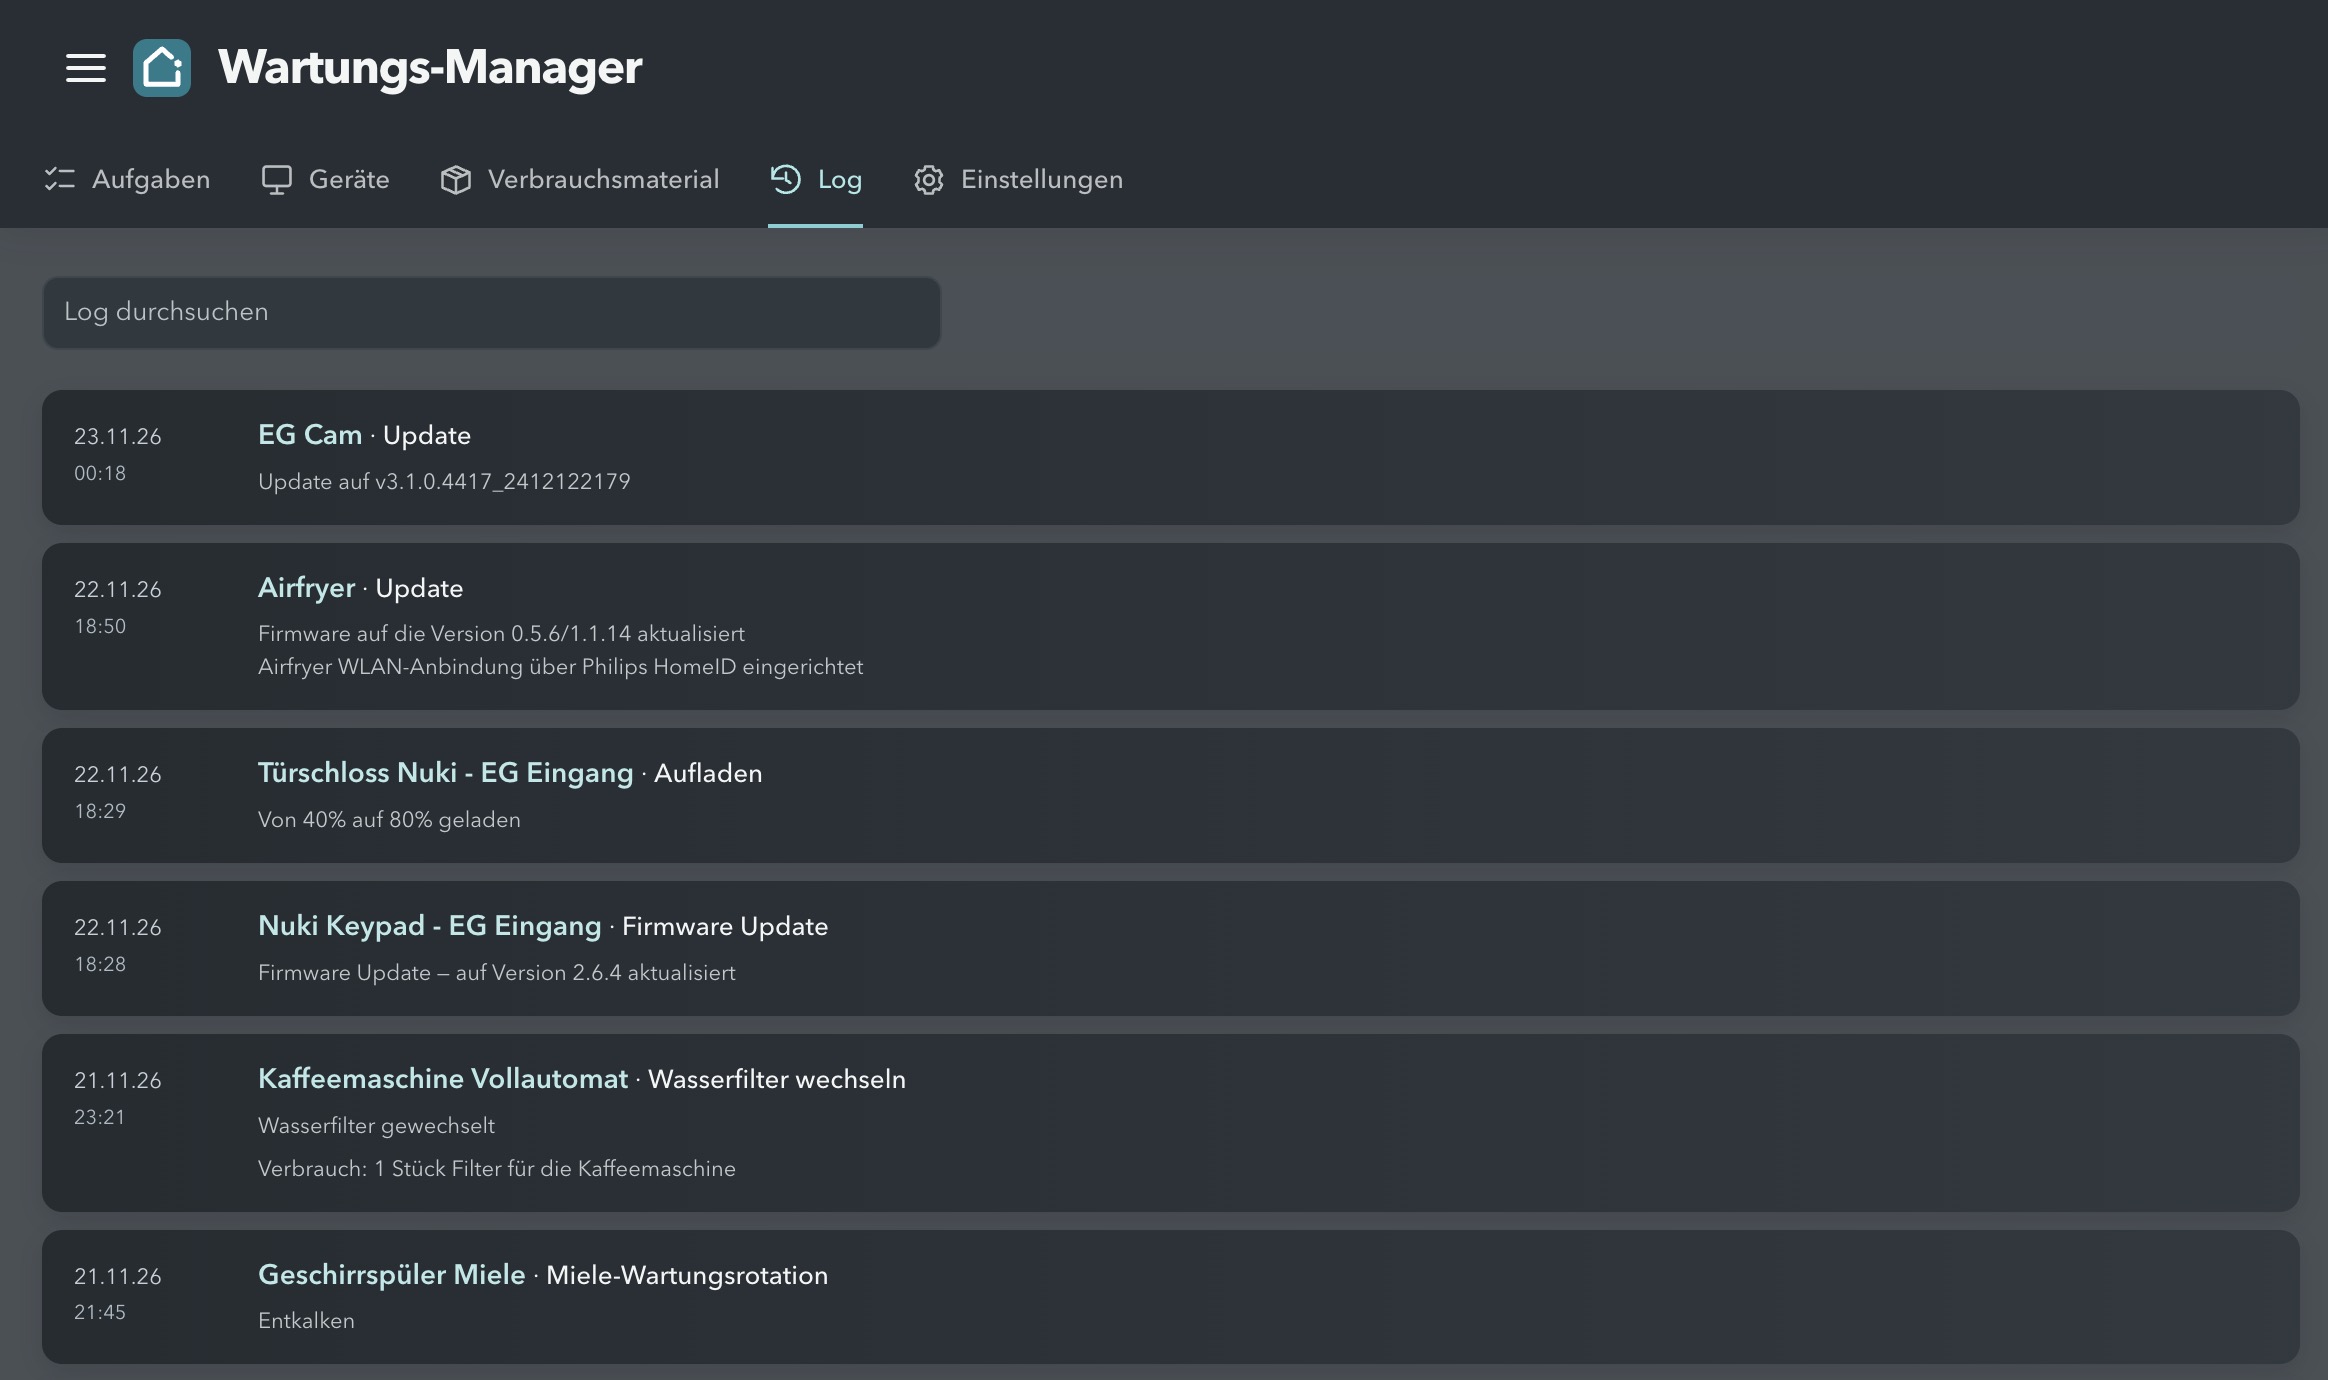 Wartungs-Manager
Aufgaben
Geräte
Verbrauchsmaterial
Log
Einstellungen
Log durchsuchen
23.11.26
00:18
EG Cam · Update
Update auf v3.1.0.4417_2412122179
22.11.26
18:50
Airfryer · Update
Firmware auf die Version 0.5.6/1.1.14 aktualisiert
Airfryer WLAN-Anbindung über Philips HomeID eingerichtet
22.11.26
18:29
Türschloss Nuki - EG Eingang · Aufladen
Von 40% auf 80% geladen
22.11.26
18:28
Nuki Keypad - EG Eingang · Firmware Update
Firmware Update – auf Version 2.6.4 aktualisiert
21.11.26
23:21
Kaffeemaschine Vollautomat · Wasserfilter wechseln
Wasserfilter gewechselt
Verbrauch: 1 Stück Filter für die Kaffeemaschine
21.11.26
21:45
Geschirrspüler Miele · Miele-Wartungsrotation
Entkalken